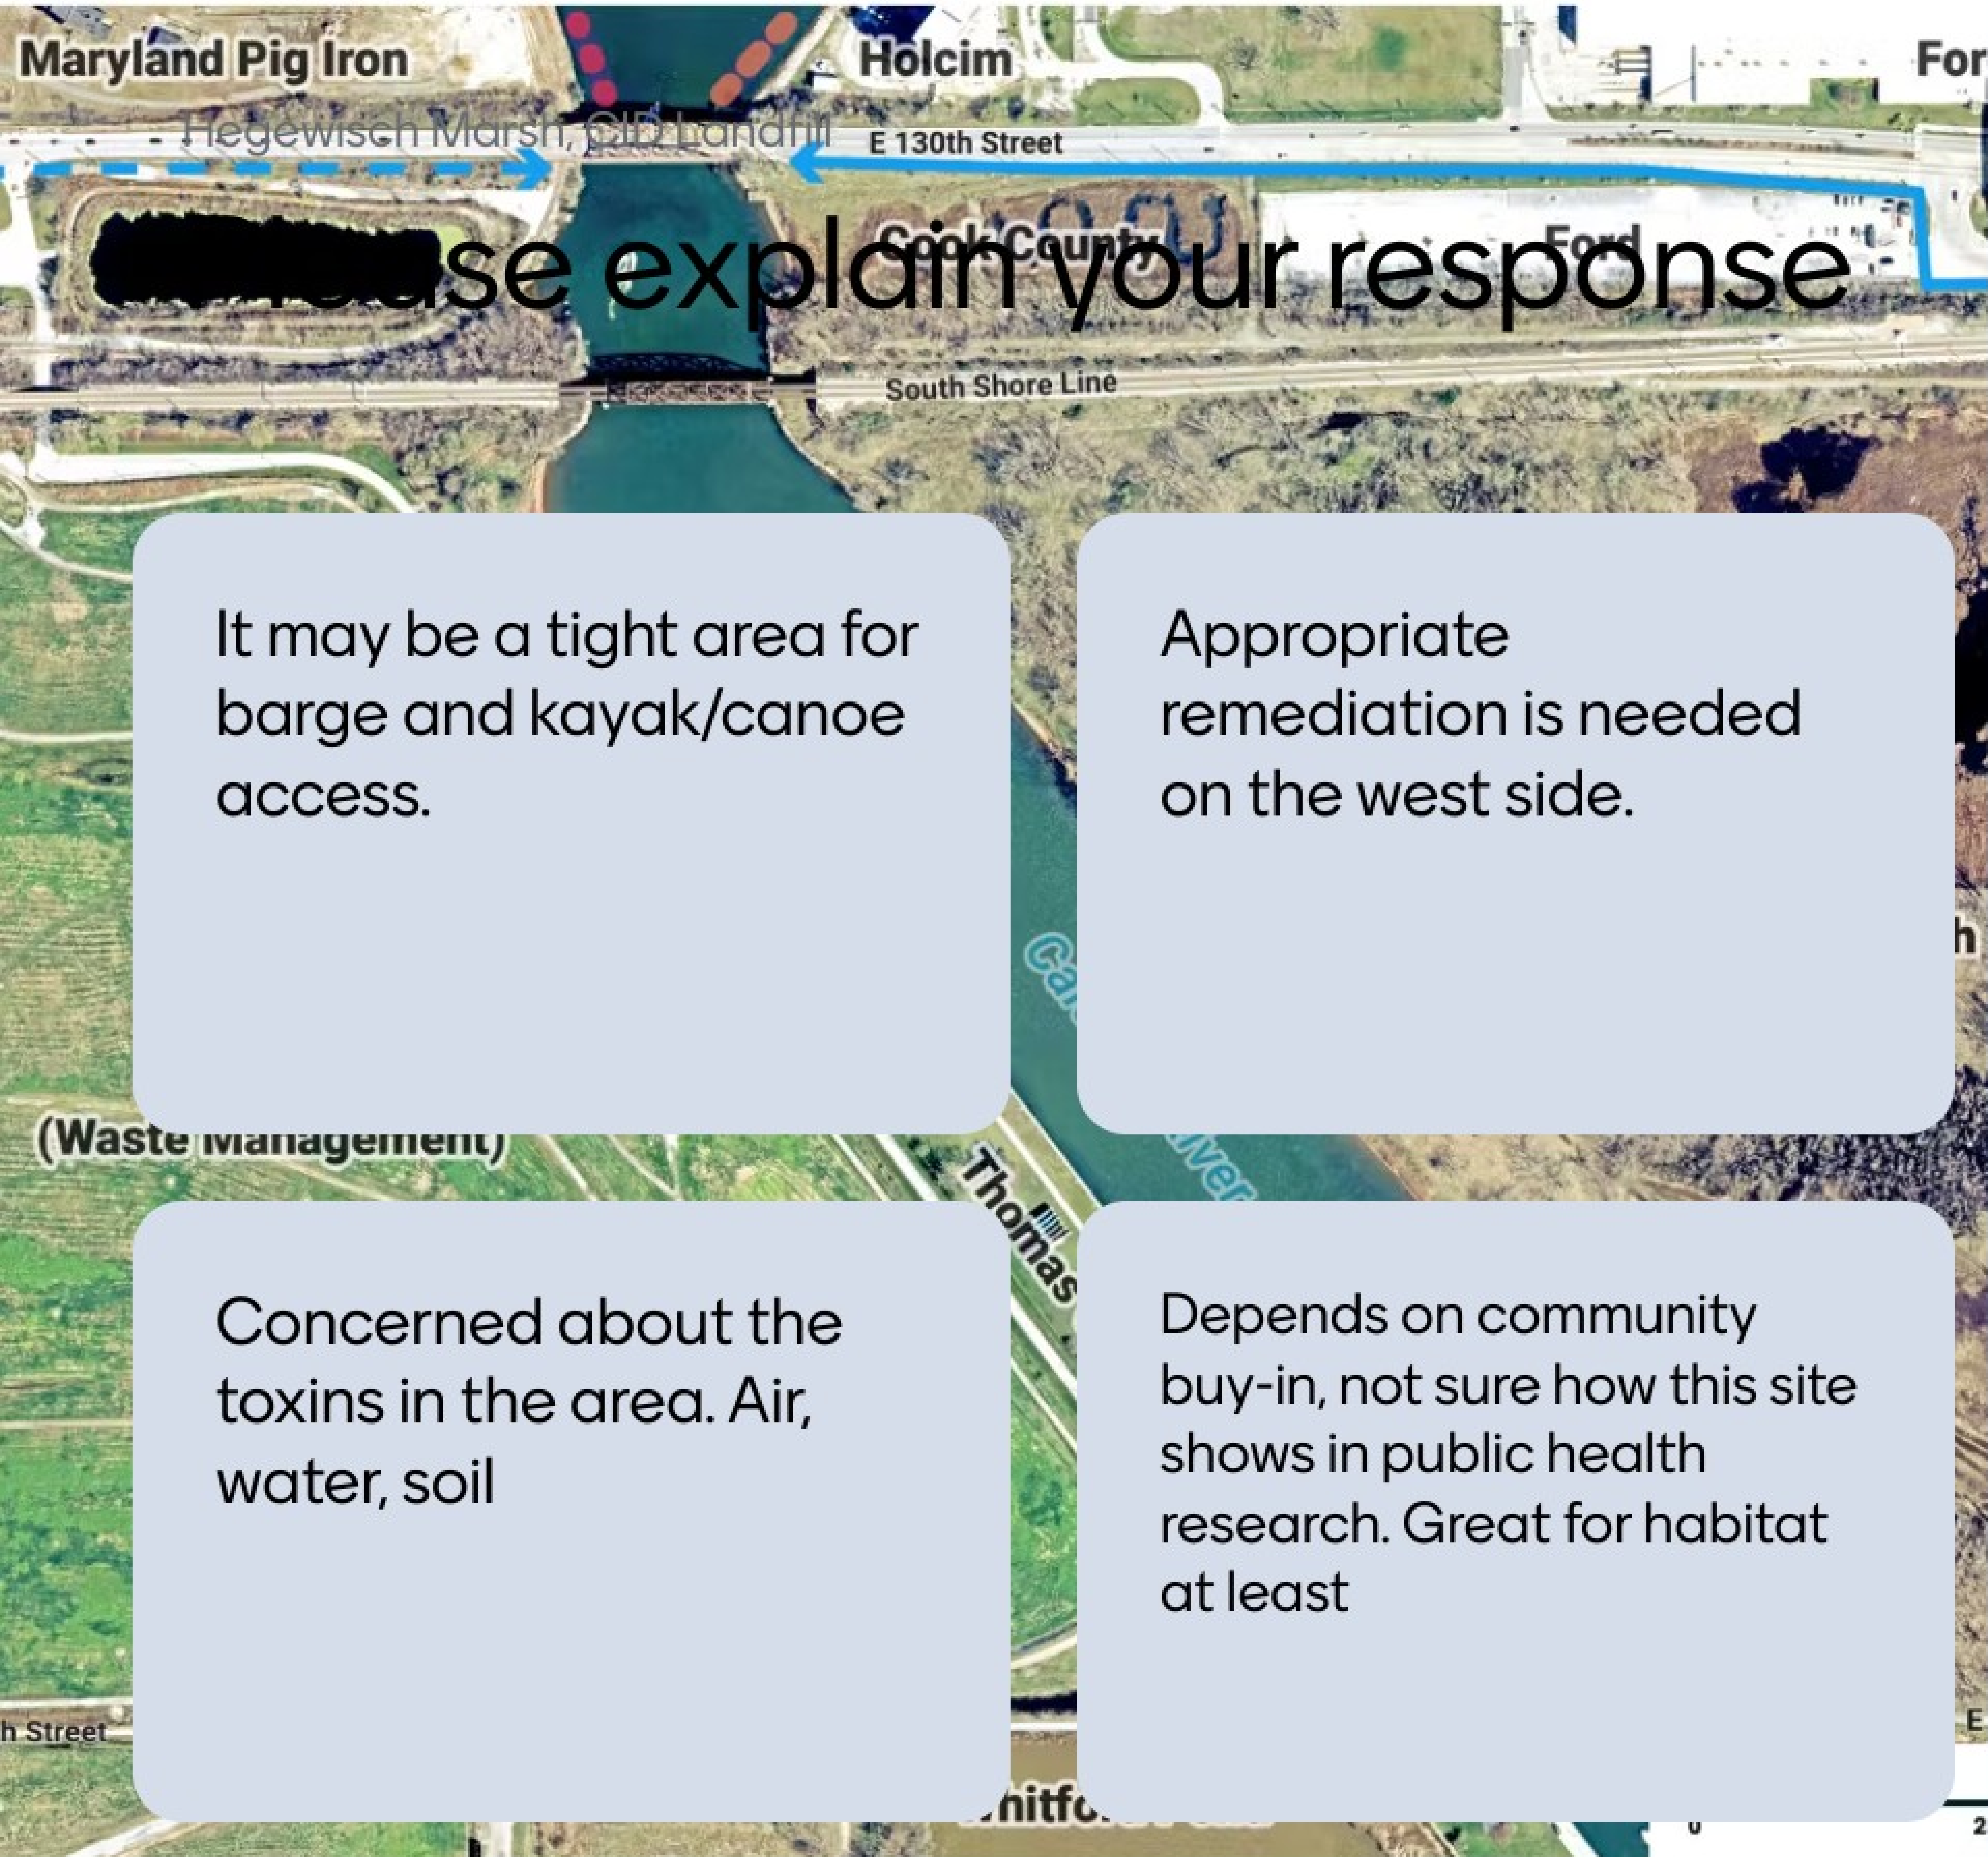 Maryland Pig Iron
Holcim
For
Hegewisch Marsh, CID Landfill
E 130th Street
Cook County
Ford
se explain your response
South Shore Line
It may be a tight area for
barge and kayak/canoe
access.
Appropriate
remediation is needed
on the west side.
h
(Waste Management)
Thomas
Concerned about the
toxins in the area. Air,
water, soil
Depends on community
buy-in, not sure how this site
shows in public health
research. Great for habitat
at least
h Street
E
0
2